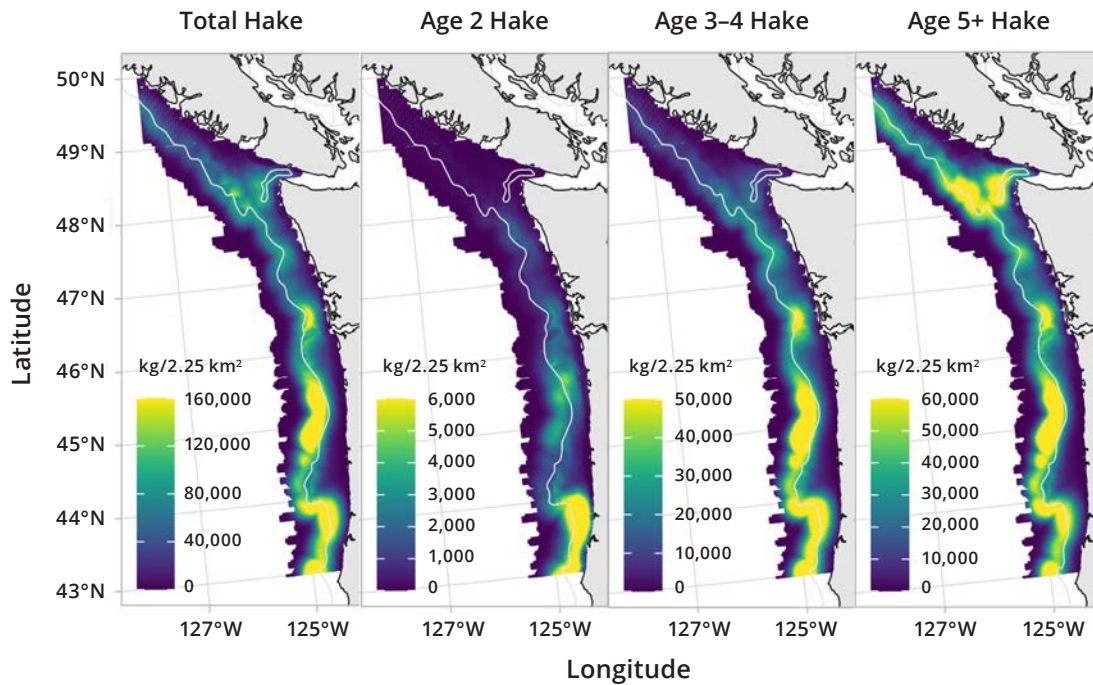 Total Hake
Age 2 Hake
Age 3–4 Hake
Age 5+ Hake
50°N
49°N
48°N
47°N
46°N
45°N
44°N
43°N
Latitude
kg/2.25 km²
160,000
120,000
80,000
40,000
0
kg/2.25 km²
6,000
5,000
4,000
3,000
2,000
1,000
0
kg/2.25 km²
50,000
40,000
30,000
20,000
10,000
0
kg/2.25 km²
60,000
50,000
40,000
30,000
20,000
10,000
0
127°W 125°W
127°W 125°W
127°W 125°W
127°W 125°W
Longitude